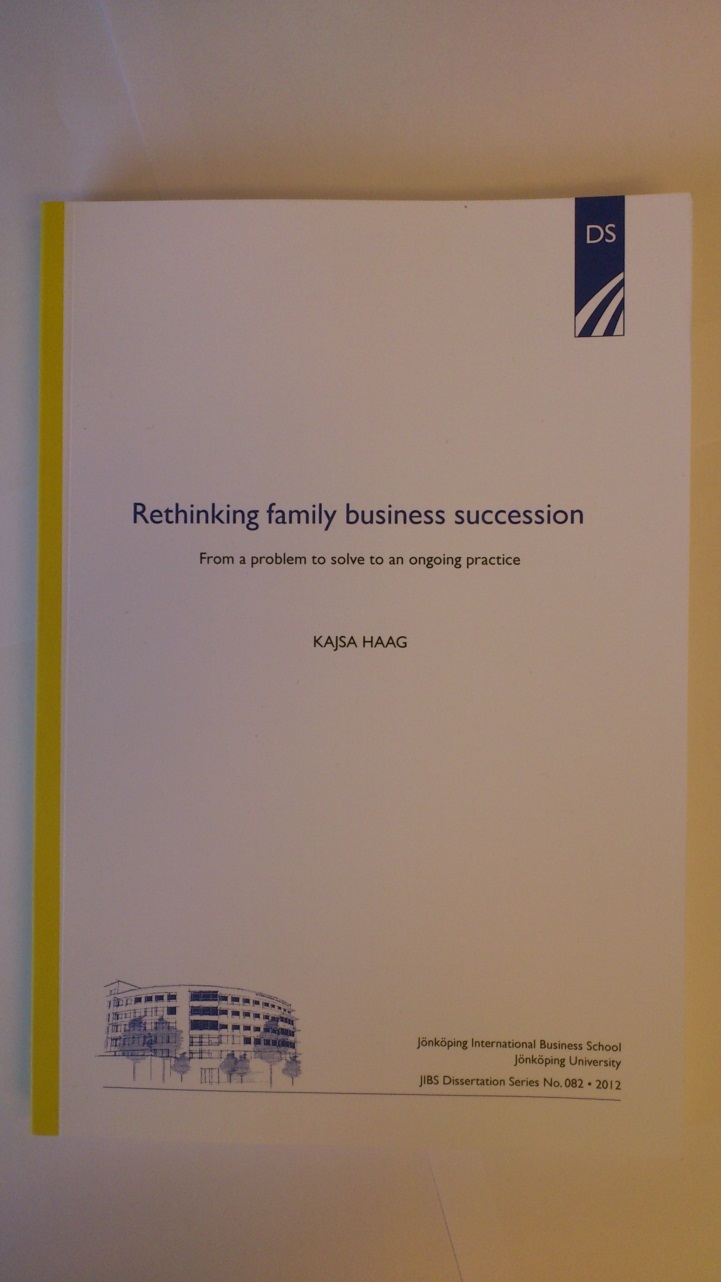 DS
Rethinking family business succession
From a problem to solve to an ongoing practice
KAJSA HAAG
Jönköping International Business School
Jönköping University
JIBS Dissertation Series No. 082 • 2012